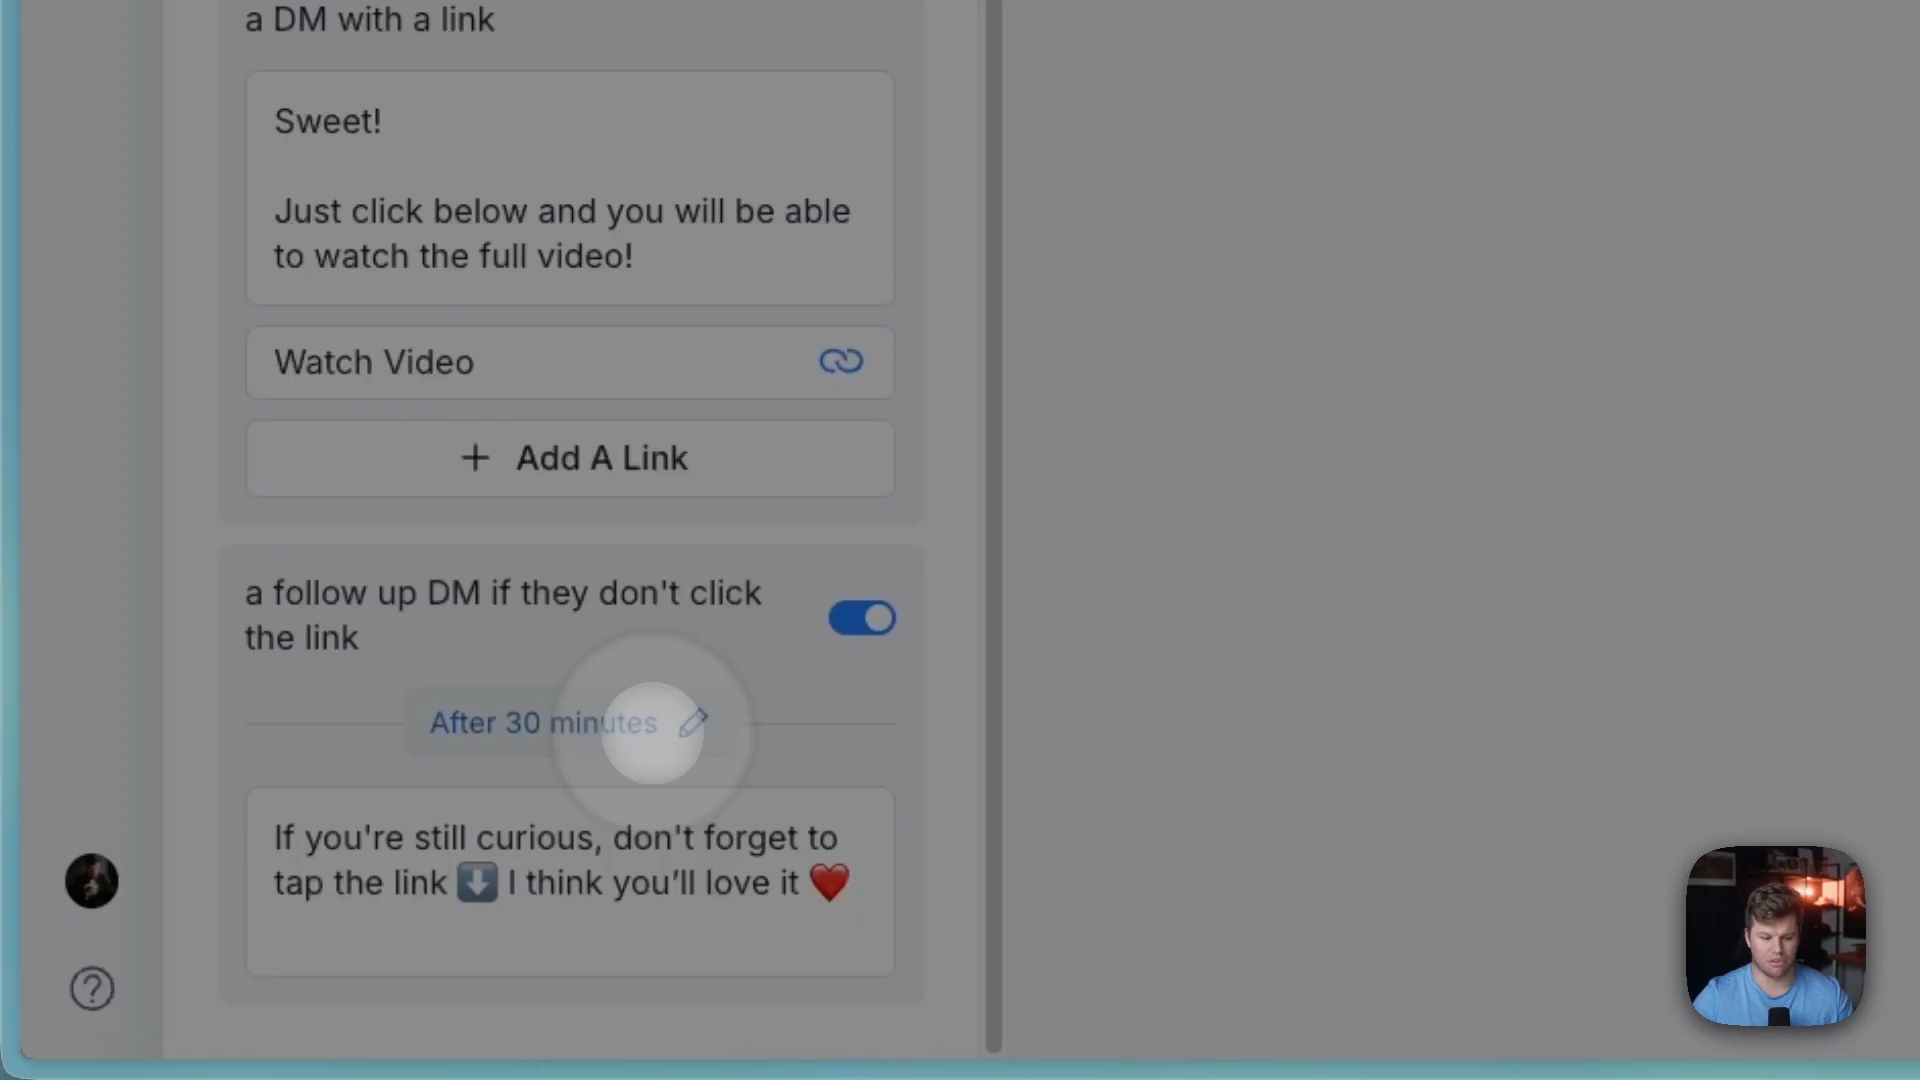 a DM with a link
Sweet!
Just click below and you will be able
to watch the full video!
Watch Video
+ Add A Link
a follow up DM if they don't click
the link
After 30 minutes
If you're still curious, don't forget to
tap the link ⬇️ I think you’ll love it ❤️